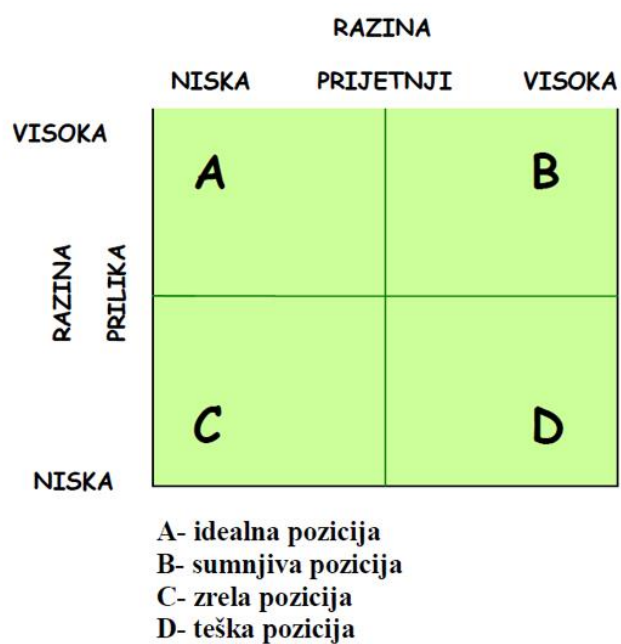 RAZINA
NISKA PRIJETNJI VISOKA
VISOKA
A B
RAZINA
PRILIKA
C D
NISKA
A- idealna pozicija
B- sumnjiva pozicija
C- zrela pozicija
D- teška pozicija